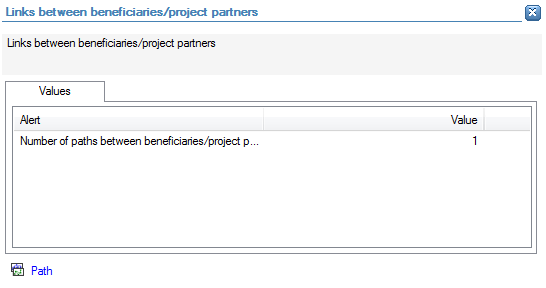 Links between beneficiaries/project partners
Links between beneficiaries/project partners
Values
Alert Value
Number of paths between beneficiaries/project p... 1
Path